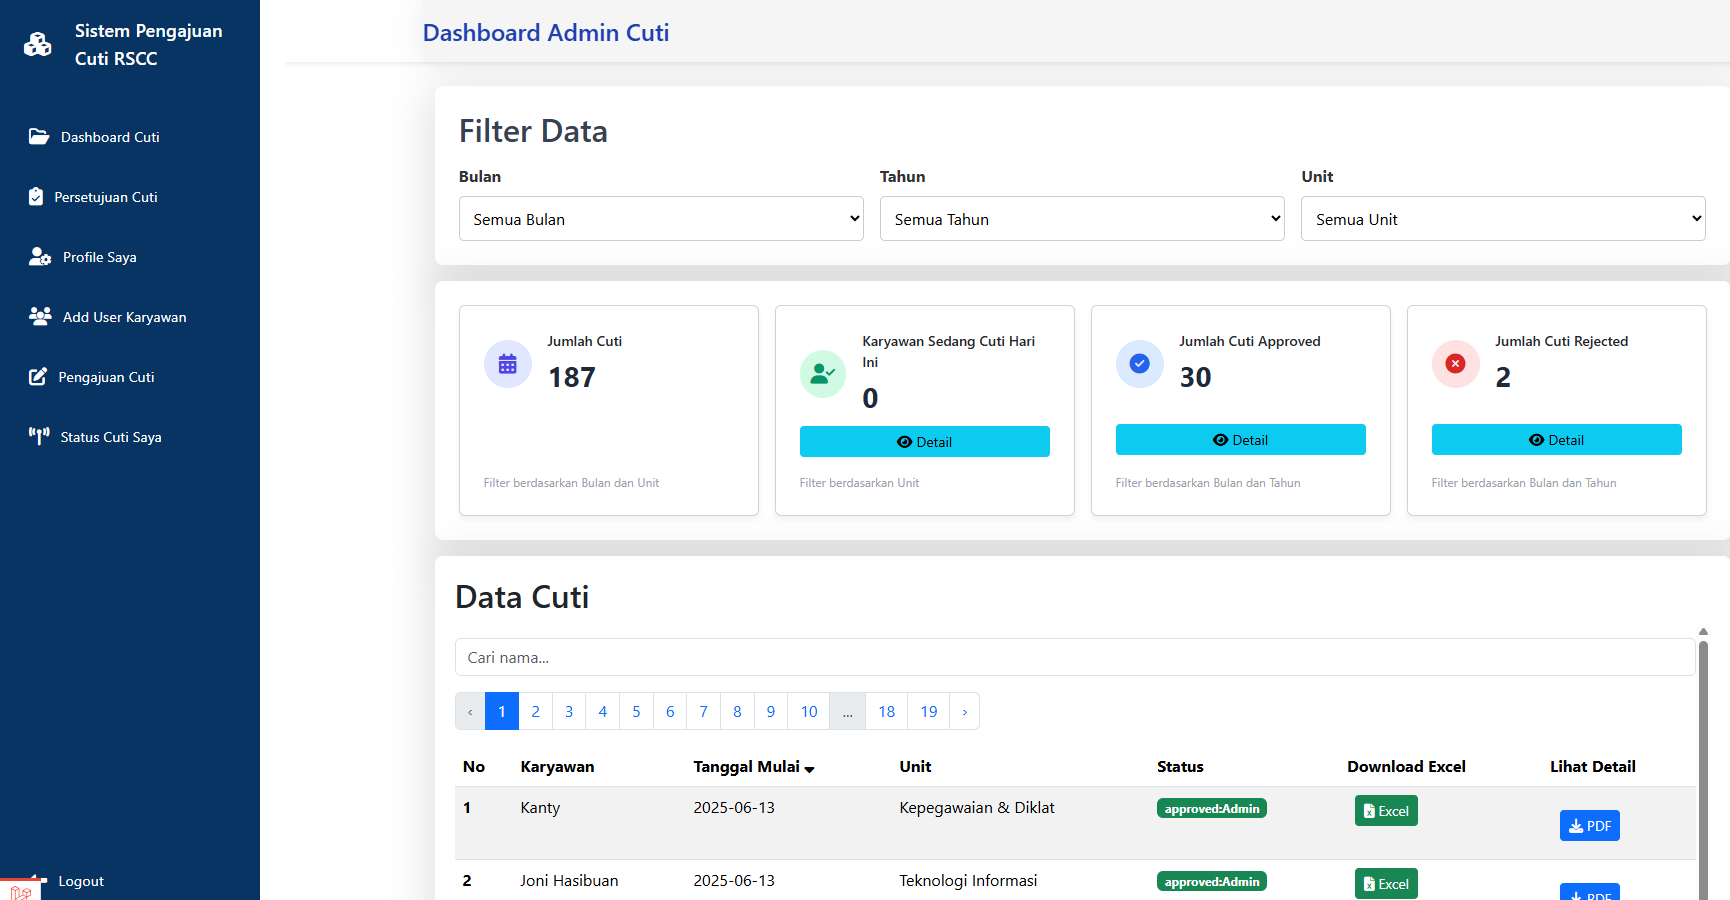 Sistem Pengajuan
Cuti RSCC
Dashboard Cuti
Persetujuan Cuti
Profile Saya
Add User Karyawan
Pengajuan Cuti
Status Cuti Saya
Logout
Dashboard Admin Cuti
Filter Data
Bulan Tahun Unit
Semua Bulan Semua Tahun Semua Unit
Jumlah Cuti
187
Filter berdasarkan Bulan dan Unit
Karyawan Sedang Cuti Hari
Ini
0
Detail
Filter berdasarkan Unit
Jumlah Cuti Approved
30
Detail
Filter berdasarkan Bulan dan Tahun
Jumlah Cuti Rejected
2
Detail
Filter berdasarkan Bulan dan Tahun
Data Cuti
Cari nama...
‹ 1 2 3 4 5 6 7 8 9 10 ... 18 19 ›
No Karyawan Tanggal Mulai Unit Status Download Excel Lihat Detail
1 Kanty 2025-06-13 Kepegawaian & Diklat approved:Admin Excel PDF
2 Joni Hasibuan 2025-06-13 Teknologi Informasi approved:Admin Excel PDF